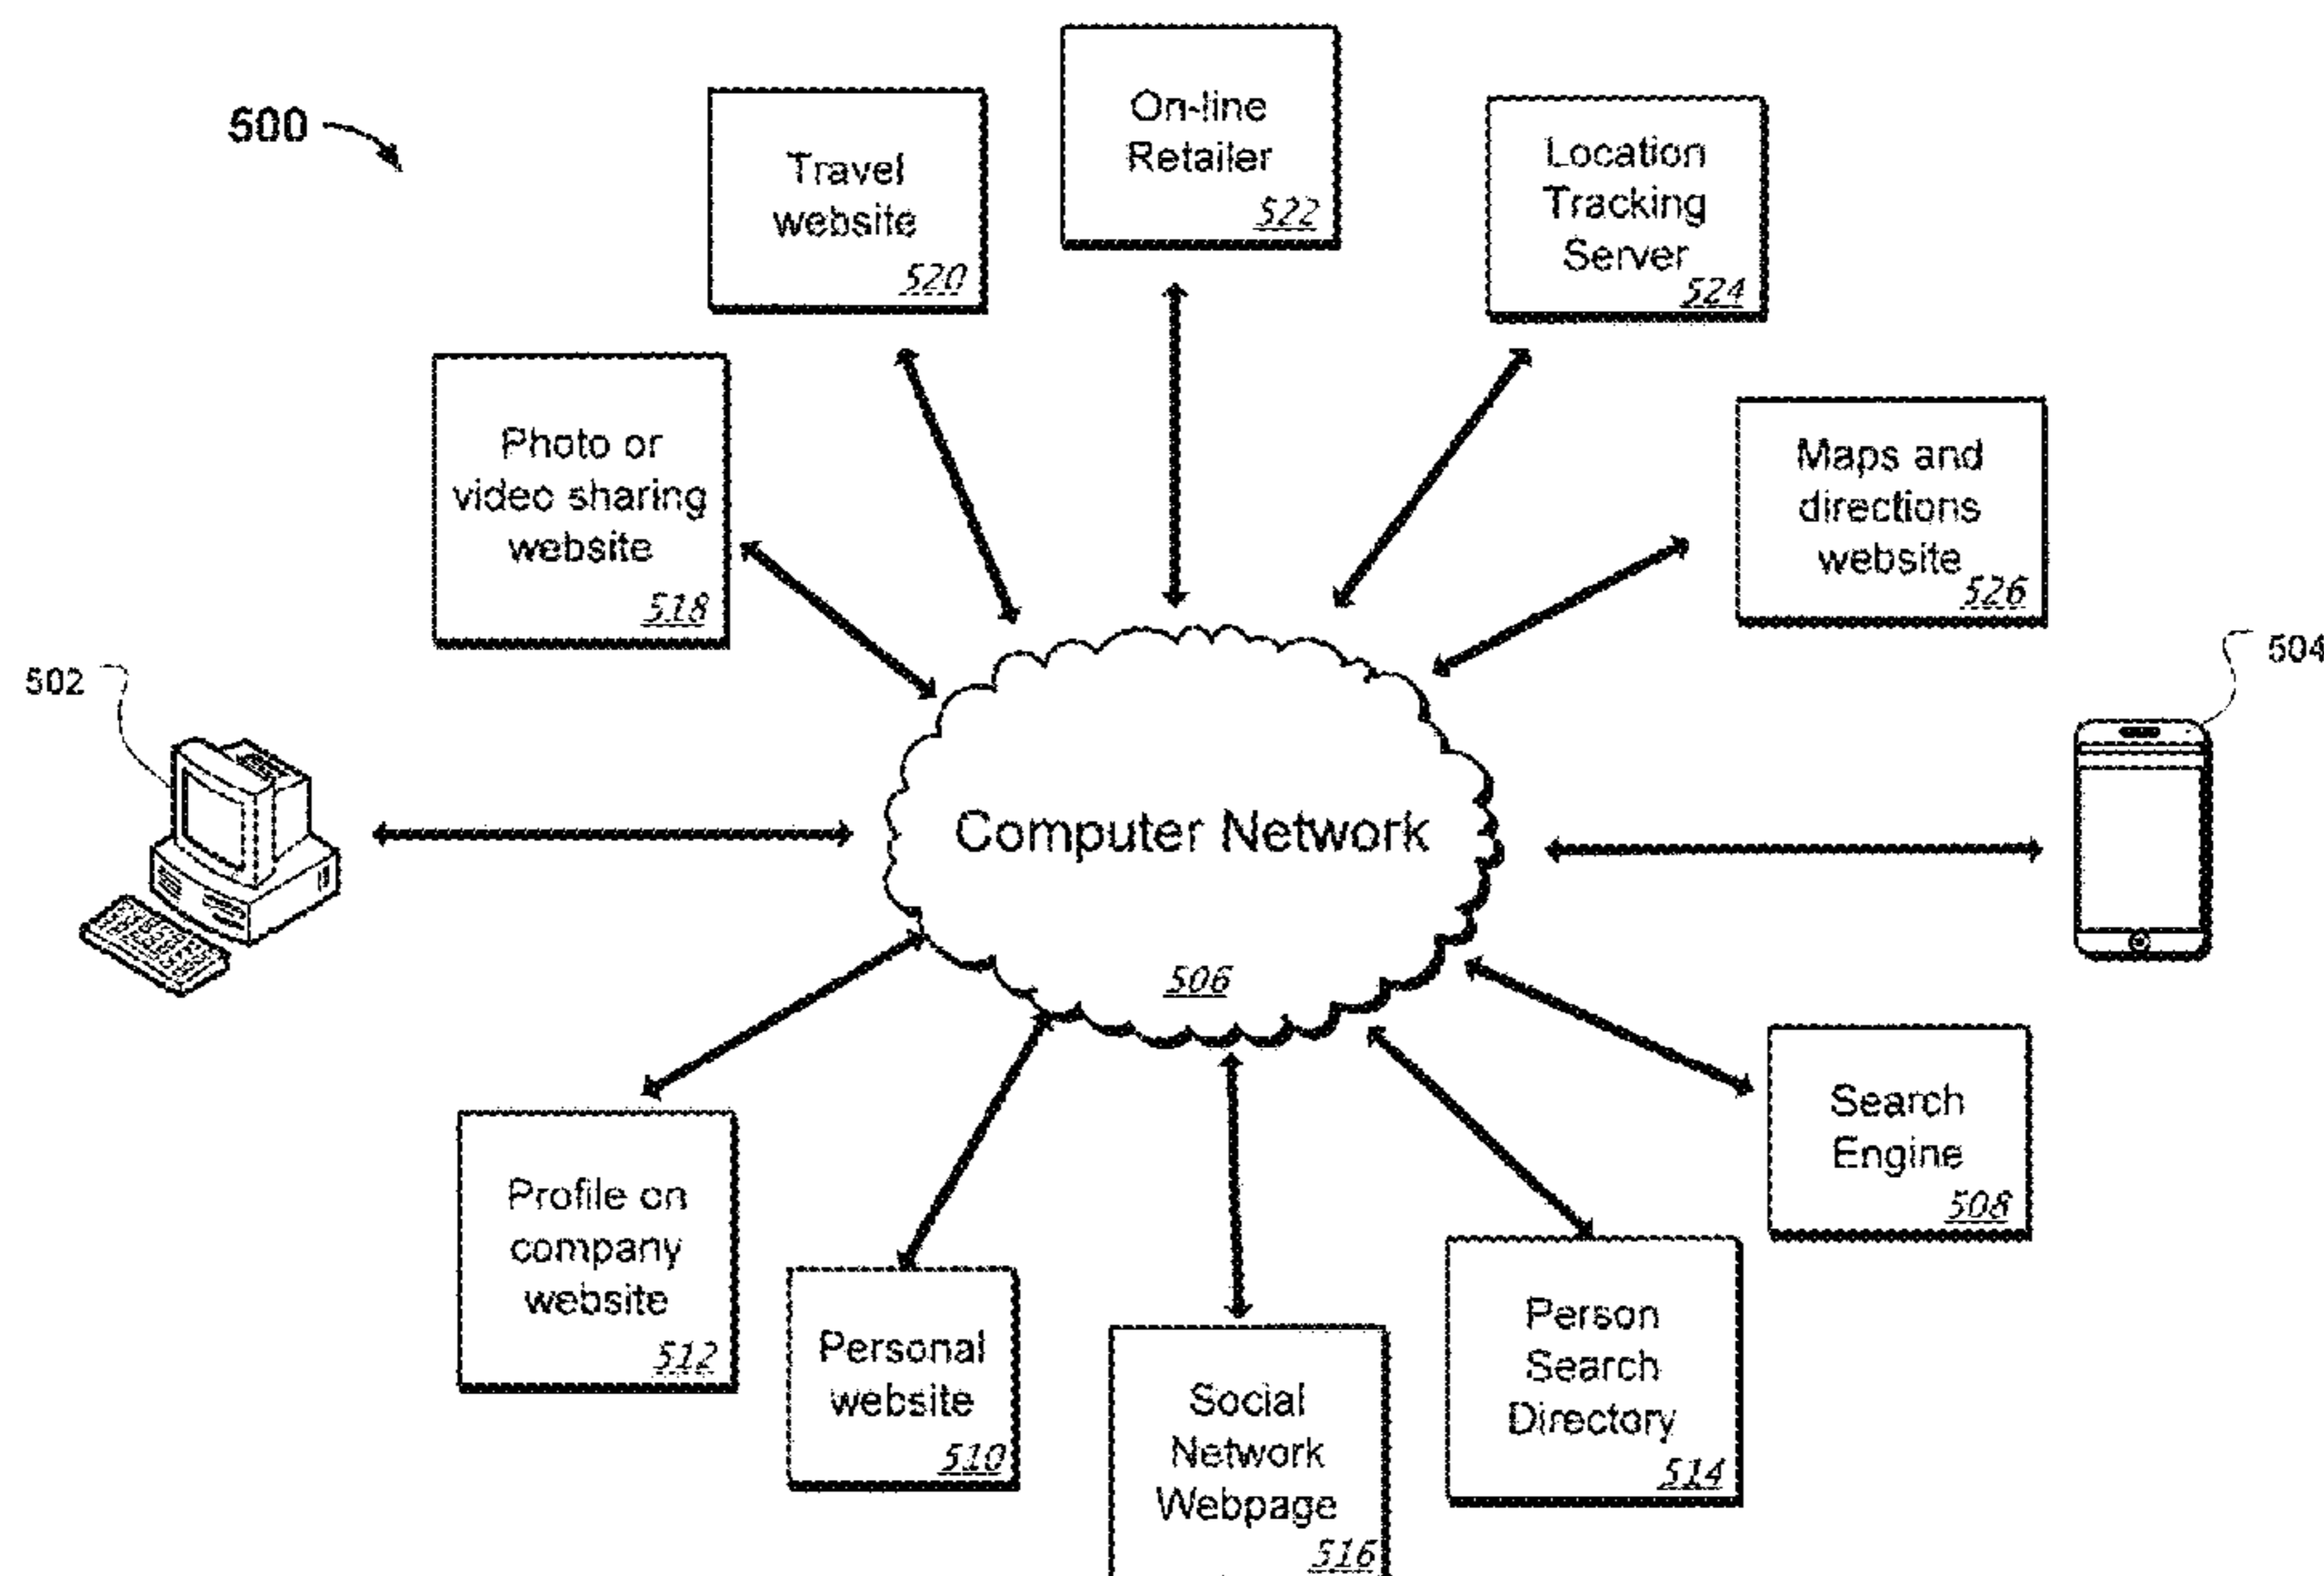 500
On-line
Retailer
522
Travel
website
520
Location
Tracking
Server
524
Photo or
video sharing
website
518
Maps and
directions
website
526
502
504
Computer Network
506
Search
Engine
508
Profile on
company
website
512
Personal
website
510
Social
Network
Webpage
516
Person
Search
Directory
514